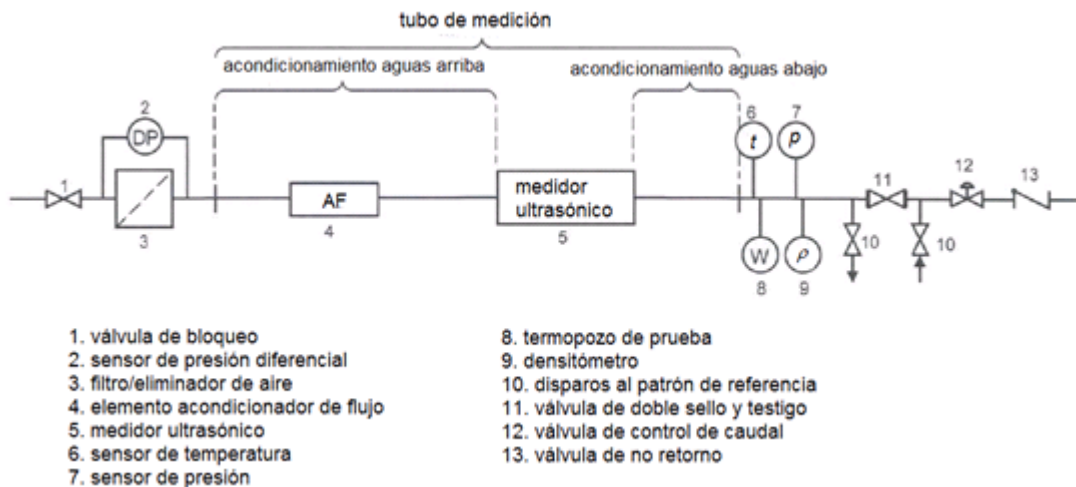 tubo de medición
acondicionamiento aguas arriba
acondicionamiento aguas abajo
2
DP
6
t
7
p
1
3
AF
4
medidor
ultrasónico
5
W
8
ρ
9
10
11
10
12
13
1. válvula de bloqueo
2. sensor de presión diferencial
3. filtro/eliminador de aire
4. elemento acondicionador de flujo
5. medidor ultrasónico
6. sensor de temperatura
7. sensor de presión
8. termopozo de prueba
9. densitómetro
10. disparos al patrón de referencia
11. válvula de doble sello y testigo
12. válvula de control de caudal
13. válvula de no retorno